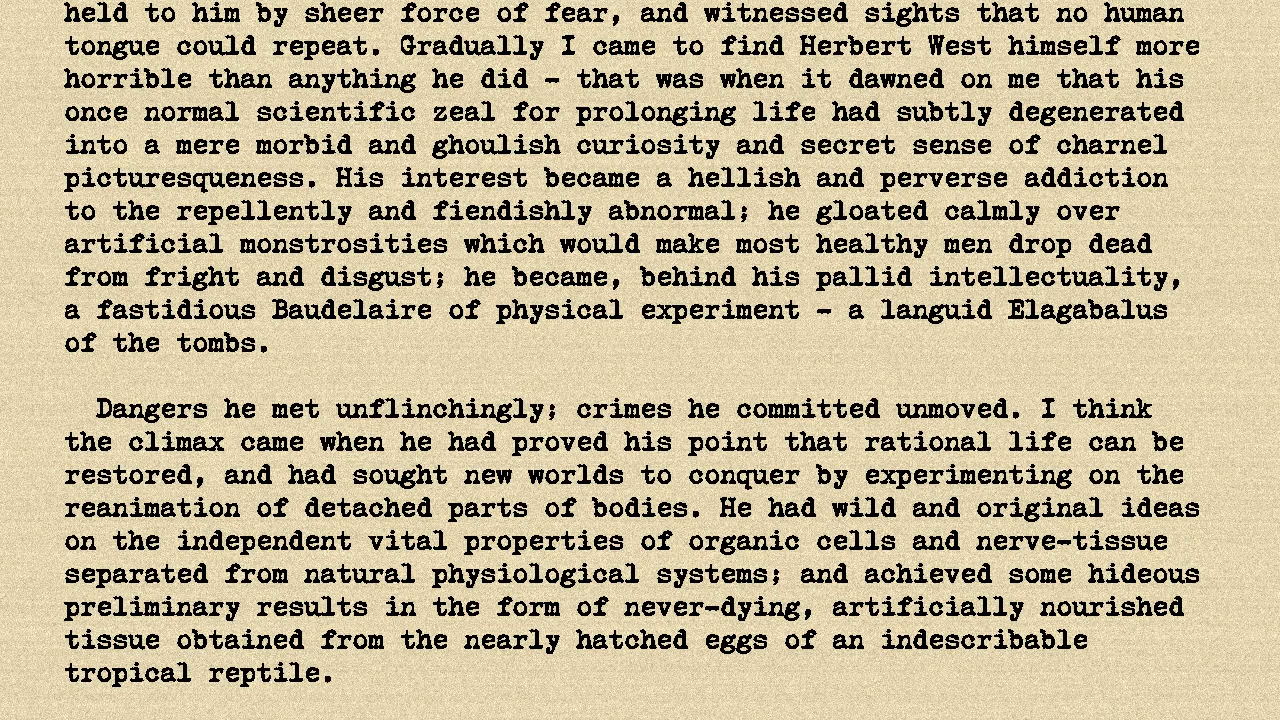 held to him by sheer force of fear, and witnessed sights that no human
tongue could repeat. Gradually I came to find Herbert West himself more
horrible than anything he did – that was when it dawned on me that his
once normal scientific zeal for prolonging life had subtly degenerated
into a mere morbid and ghoulish curiosity and secret sense of charnel
picturesqueness. His interest became a hellish and perverse addiction
to the repellently and fiendishly abnormal; he gloated calmly over
artificial monstrosities which would make most healthy men drop dead
from fright and disgust; he became, behind his pallid intellectuality,
a fastidious Baudelaire of physical experiment – a languid Elagabalus
of the tombs.

Dangers he met unflinchingly; crimes he committed unmoved. I think
the climax came when he had proved his point that rational life can be
restored, and had sought new worlds to conquer by experimenting on the
reanimation of detached parts of bodies. He had wild and original ideas
on the independent vital properties of organic cells and nerve-tissue
separated from natural physiological systems; and achieved some hideous
preliminary results in the form of never-dying, artificially nourished
tissue obtained from the nearly hatched eggs of an indescribable
tropical reptile.